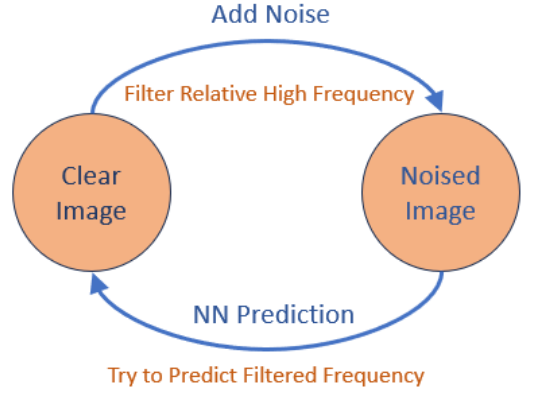 Add Noise
Filter Relative High Frequency
Clear
Image
Noised
Image
NN Prediction
Try to Predict Filtered Frequency